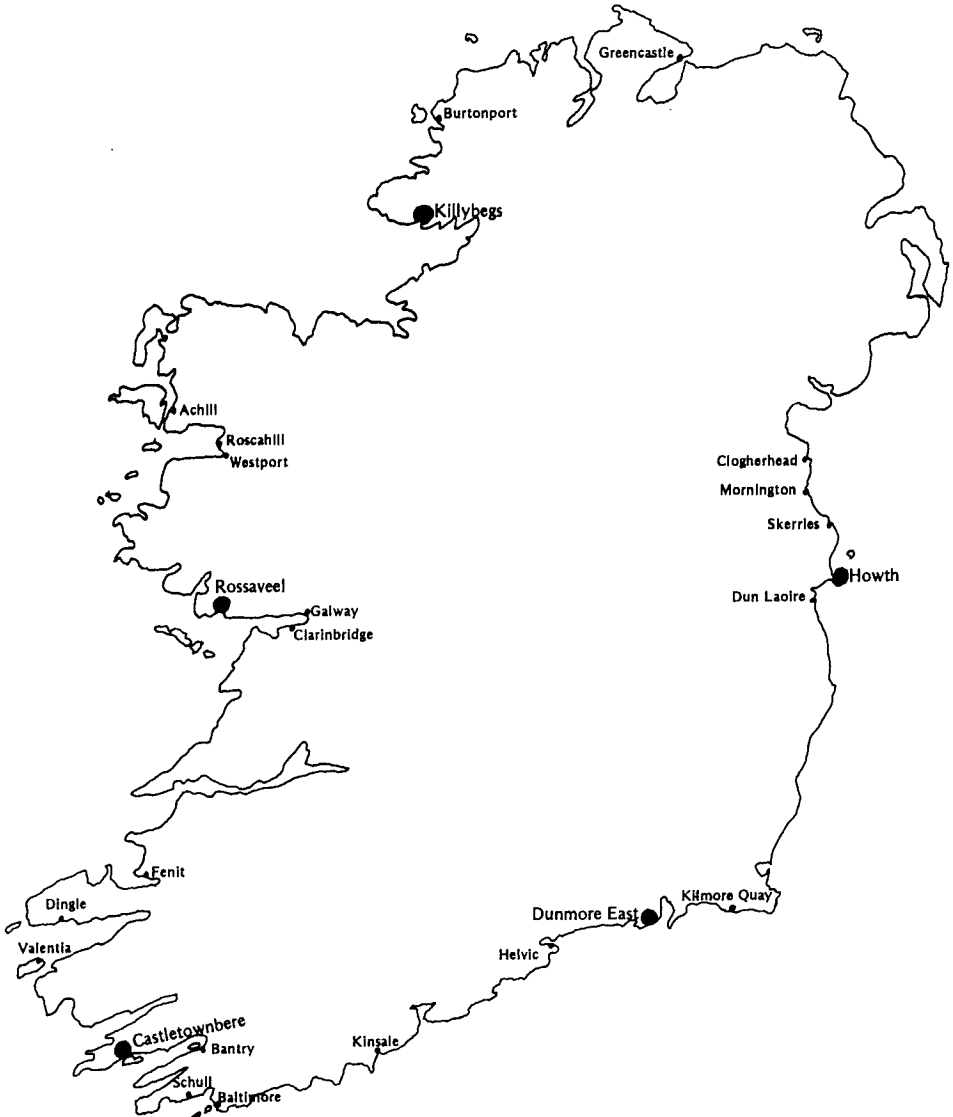 Greencastle
Burtonport
Killybegs
Achill
Roscahill
Westport
Clogherhead
Mornington
Skerries
Howth
Rossaveel
Dun Laoire
Galway
Clarinbridge
Fenit
Kilmore Quay
Dingle
Dunmore East
Valentia
Helvic
Castletownbere
Kinsale
Bantry
Schull
Baltimore